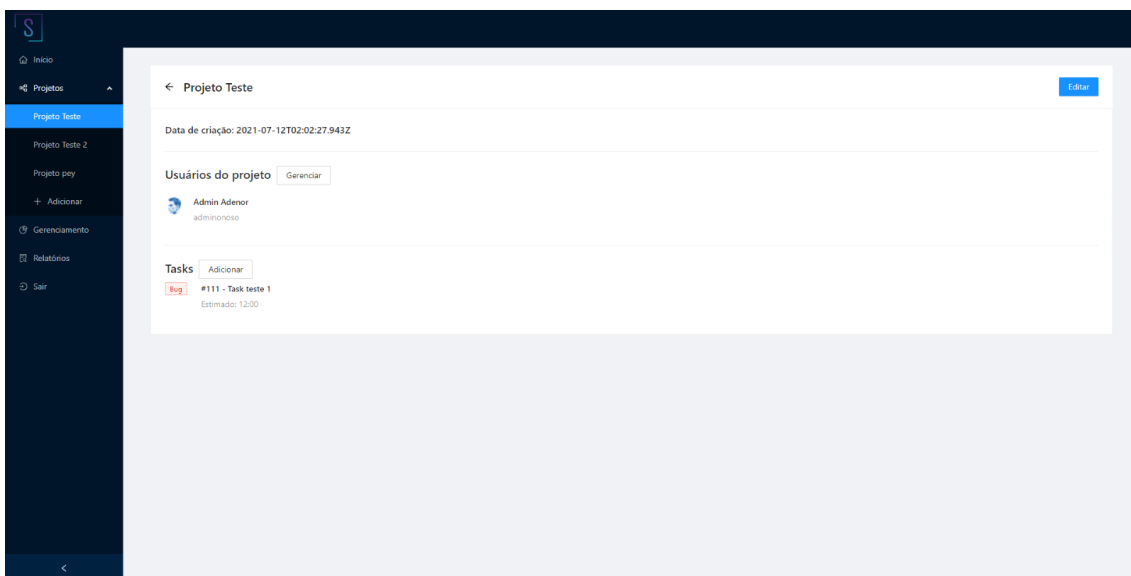 S
Início
Projetos
Projeto Teste
Projeto Teste 2
Projeto pey
+ Adicionar
Gerenciamento
Relatórios
Sair
← Projeto Teste
Editar
Data de criação: 2021-07-12T02:02:27.943Z
Usuários do projeto Gerenciar
Admin Adenor
adminonoso
Tasks Adicionar
Bug #111 - Task teste 1
Estimado: 12:00